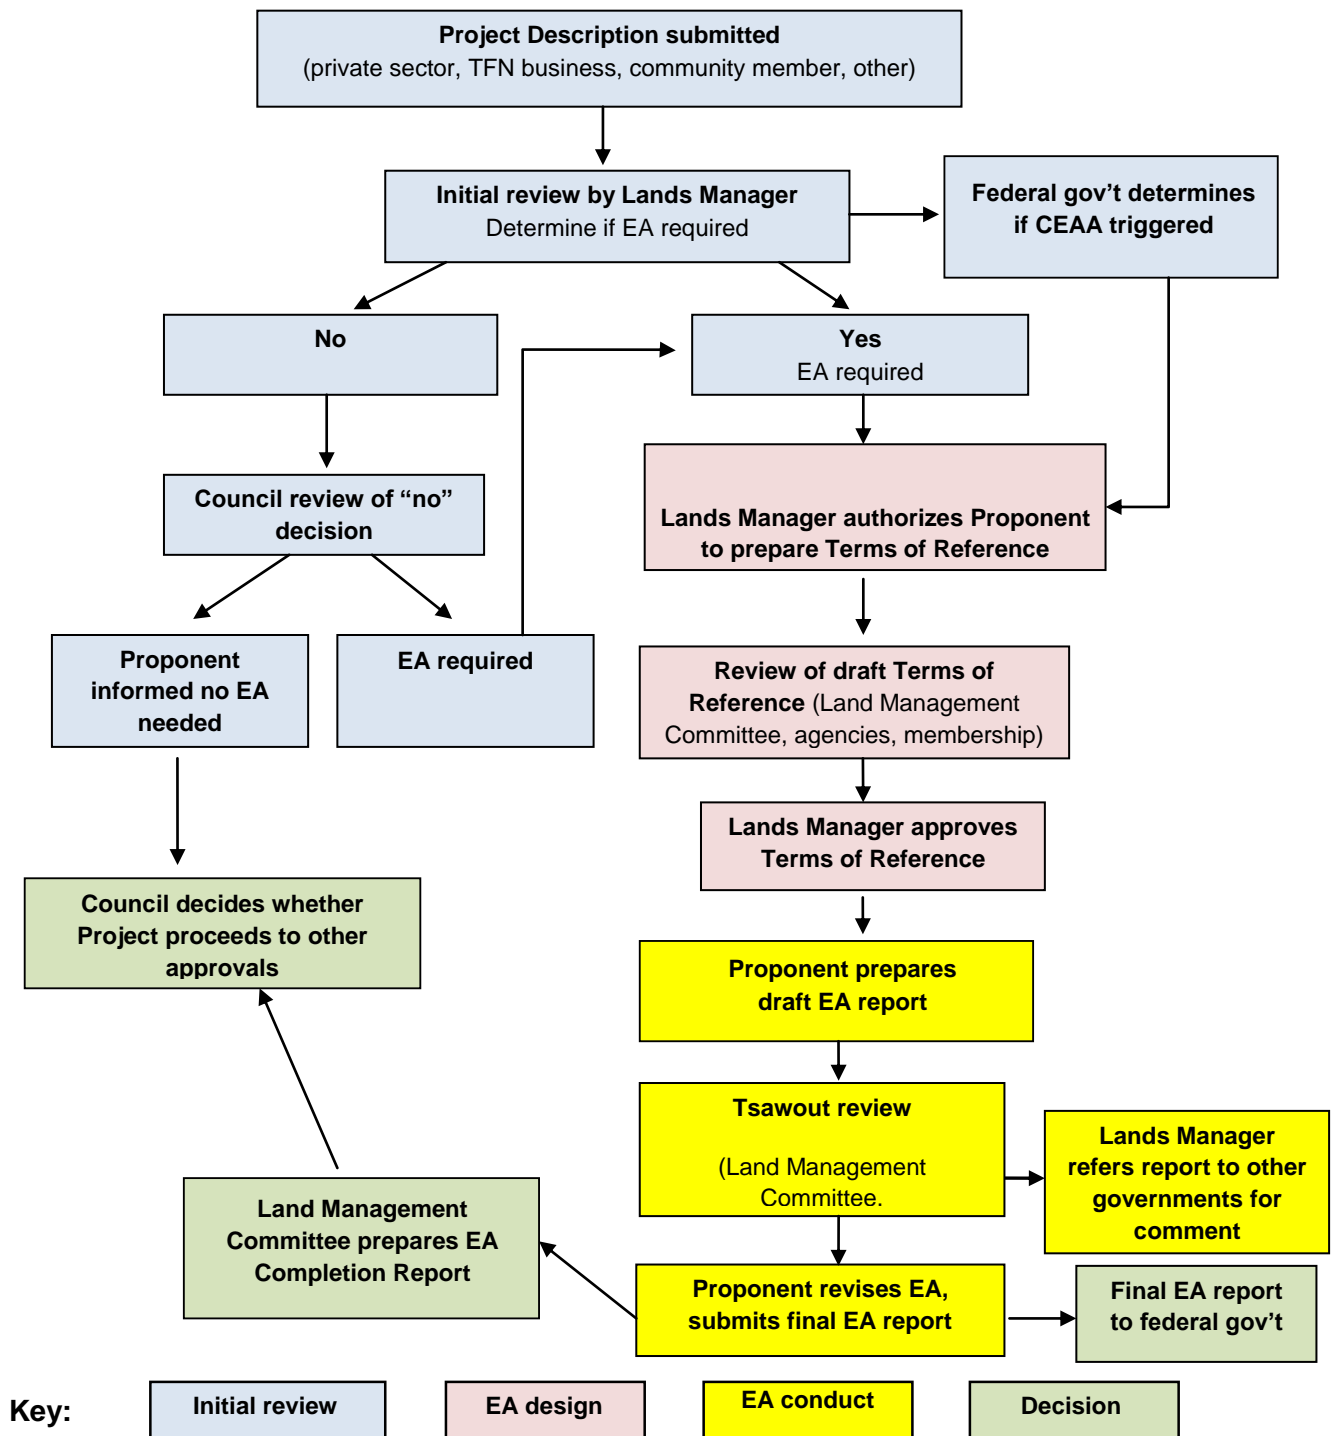 Project Description submitted
(private sector, TFN business, community member, other)
Initial review by Lands Manager
Determine if EA required
Federal gov’t determines
if CEAA triggered
No
Yes
EA required
Council review of “no”
decision
Lands Manager authorizes Proponent
to prepare Terms of Reference
Proponent
informed no EA
needed
EA required
Review of draft Terms of
Reference (Land Management
Committee, agencies, membership)
Lands Manager approves
Terms of Reference
Council decides whether
Project proceeds to other
approvals
Proponent prepares
draft EA report
Tsawout review
(Land Management
Committee.
Lands Manager
refers report to other
governments for
comment
Land Management
Committee prepares EA
Completion Report
Proponent revises EA,
submits final EA report
Final EA report
to federal gov’t
Key:
Initial review
EA design
EA conduct
Decision